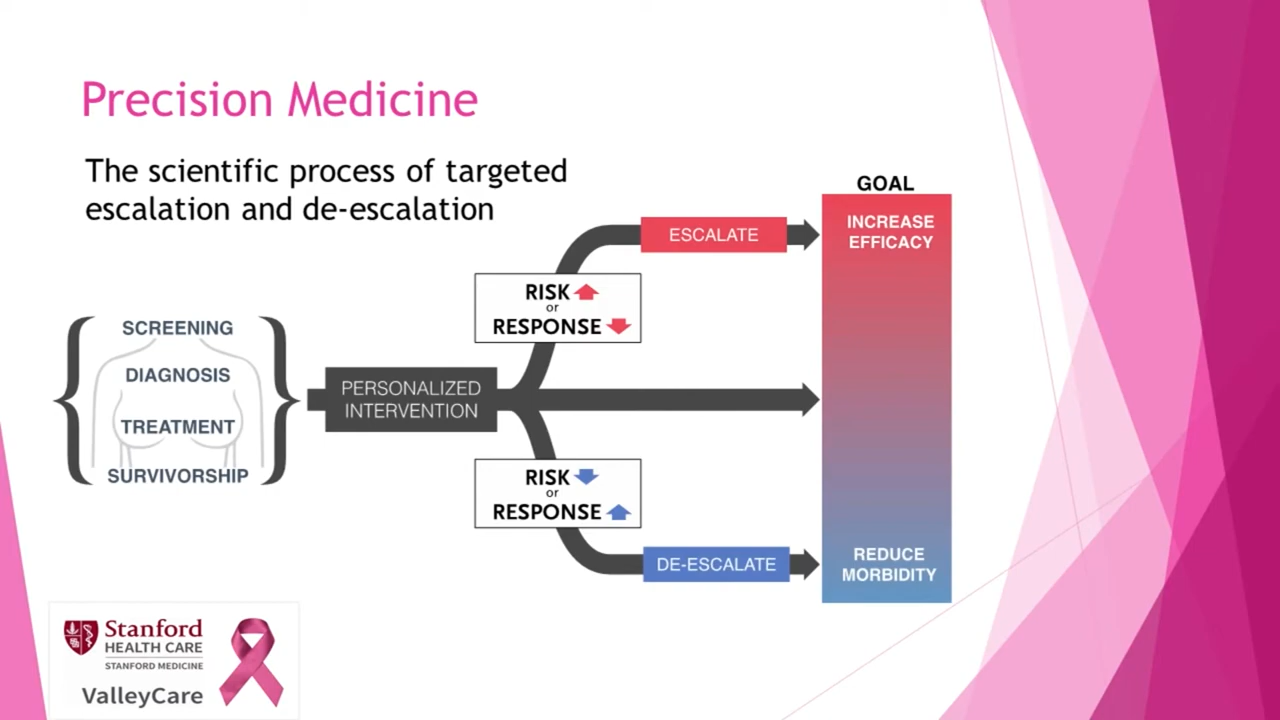 Precision Medicine
The scientific process of targeted
escalation and de-escalation
SCREENING
DIAGNOSIS
TREATMENT
SURVIVORSHIP
PERSONALIZED
INTERVENTION
RISK
or
RESPONSE
ESCALATE
RISK
or
RESPONSE
DE-ESCALATE
GOAL
INCREASE
EFFICACY
REDUCE
MORBIDITY
Stanford
HEALTH CARE
STANFORD MEDICINE
ValleyCare